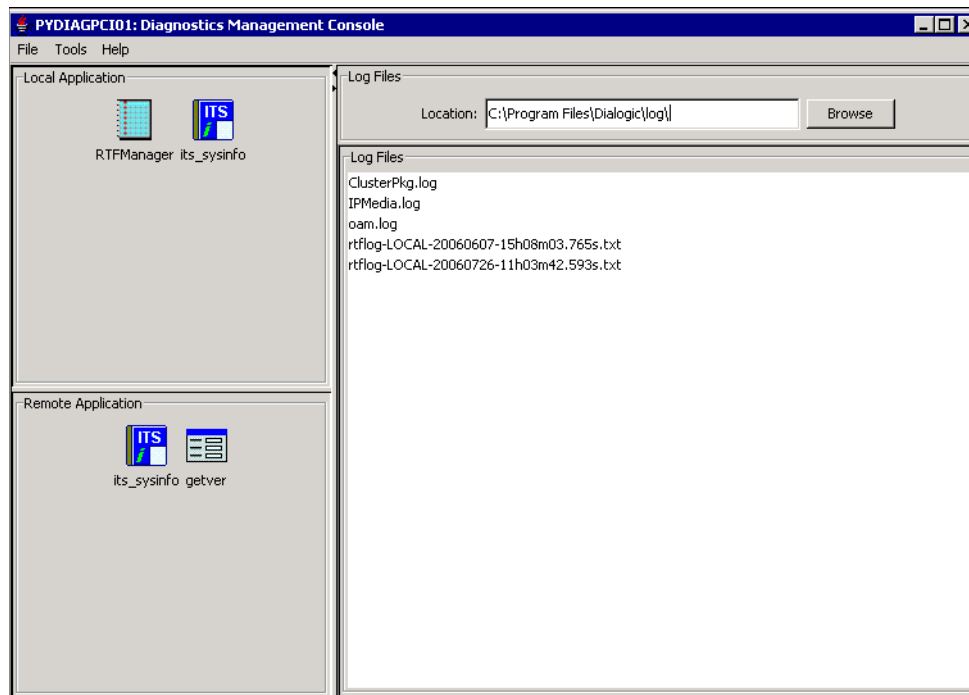 PYDIAGPCI01: Diagnostics Management Console
File Tools Help
Local Application
ITS
i
RTFManager its_sysinfo
Remote Application
ITS
i
its_sysinfo getver
Log Files
Location: C:\Program Files\Dialogic\log\ Browse
Log Files
ClusterPkg.log
IPMedia.log
oam.log
rtflog-LOCAL-20060607-15h08m03.765s.txt
rtflog-LOCAL-20060726-11h03m42.593s.txt